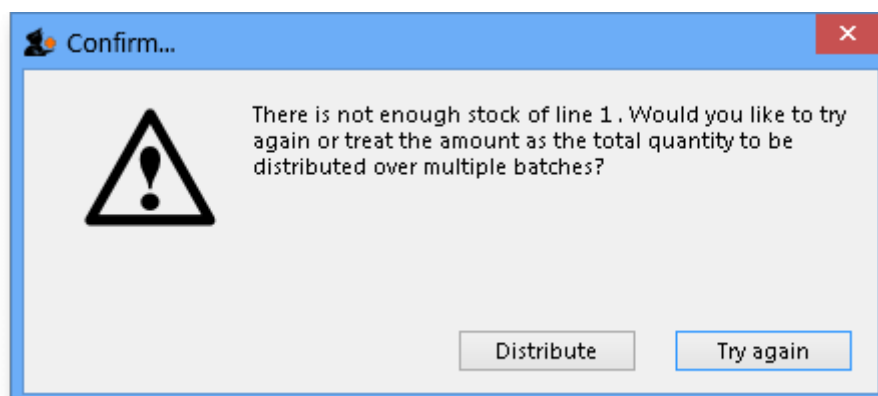 Confirm...
There is not enough stock of line 1 . Would you like to try
again or treat the amount as the total quantity to be
distributed over multiple batches?
Distribute
Try again